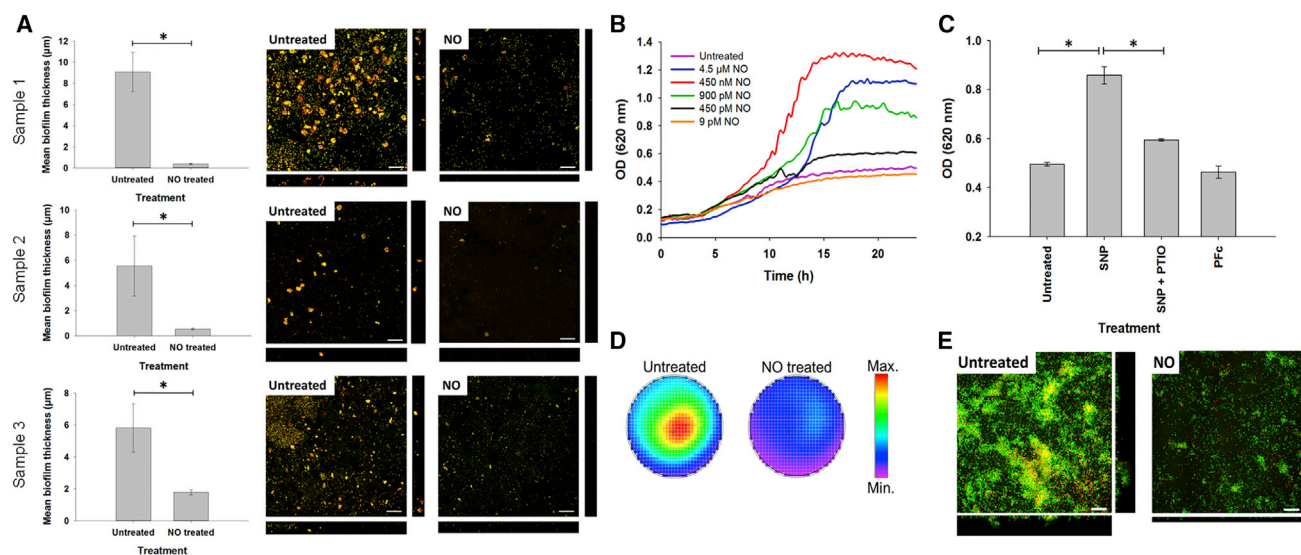 A
Sample 1
Mean biofilm thickness (µm)
12
10
8
6
4
2
0
*
Untreated NO treated
Treatment
Untreated
NO
Sample 2
Mean biofilm thickness (µm)
10
8
6
4
2
0
*
Untreated NO treated
Treatment
Untreated
NO
Sample 3
Mean biofilm thickness (µm)
8
6
4
2
0
*
Untreated NO treated
Treatment
Untreated
NO
B
OD (620 nm)
1.4
1.2
1.0
0.8
0.6
0.4
0.2
0.0
Untreated
4.5 µM NO
450 nM NO
900 pM NO
450 pM NO
9 pM NO
0 5 10 15 20
Time (h)
C
OD (620 nm)
1.0
0.8
0.6
0.4
0.2
* *
Untreated
SNP
SNP + PTIO
PFc
Treatment
D
Untreated
NO treated
Max.
Min.
E
Untreated
NO